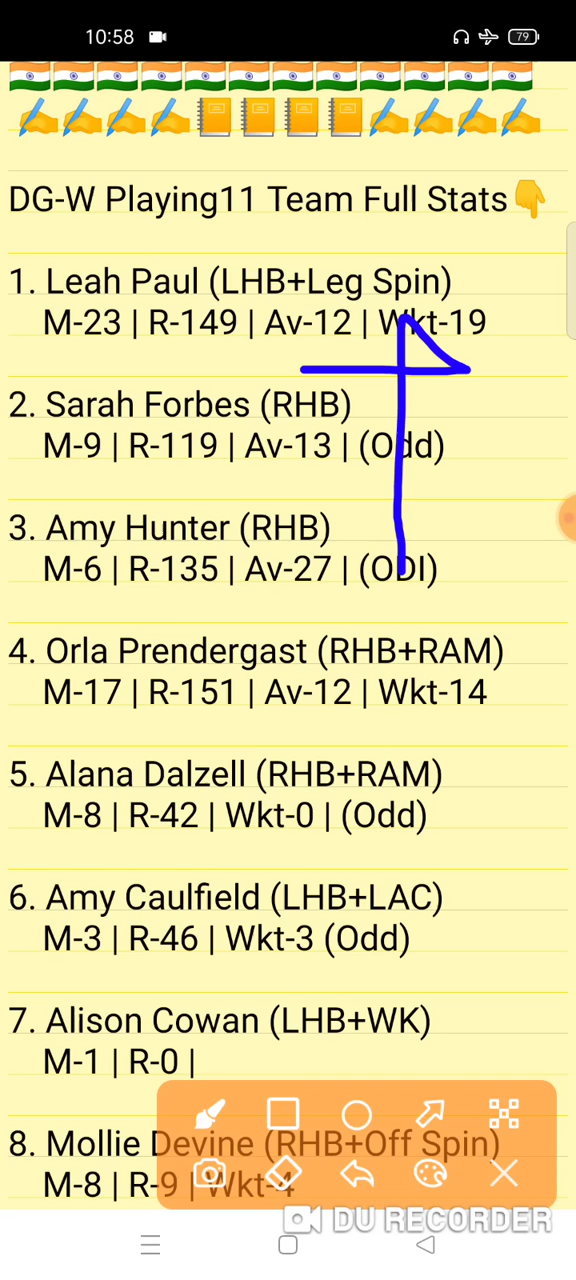 10:58
79
DG-W Playing11 Team Full Stats
1. Leah Paul (LHB+Leg Spin)
M-23 | R-149 | Av-12 | Wkt-19
2. Sarah Forbes (RHB)
M-9 | R-119 | Av-13 | (Odd)
3. Amy Hunter (RHB)
M-6 | R-135 | Av-27 | (ODI)
4. Orla Prendergast (RHB+RAM)
M-17 | R-151 | Av-12 | Wkt-14
5. Alana Dalzell (RHB+RAM)
M-8 | R-42 | Wkt-0 | (Odd)
6. Amy Caulfield (LHB+LAC)
M-3 | R-46 | Wkt-3 (Odd)
7. Alison Cowan (LHB+WK)
M-1 | R-0 |
8. Mollie Devine (RHB+Off Spin)
M-8 | R-9 | Wkt-4
DU RECORDER